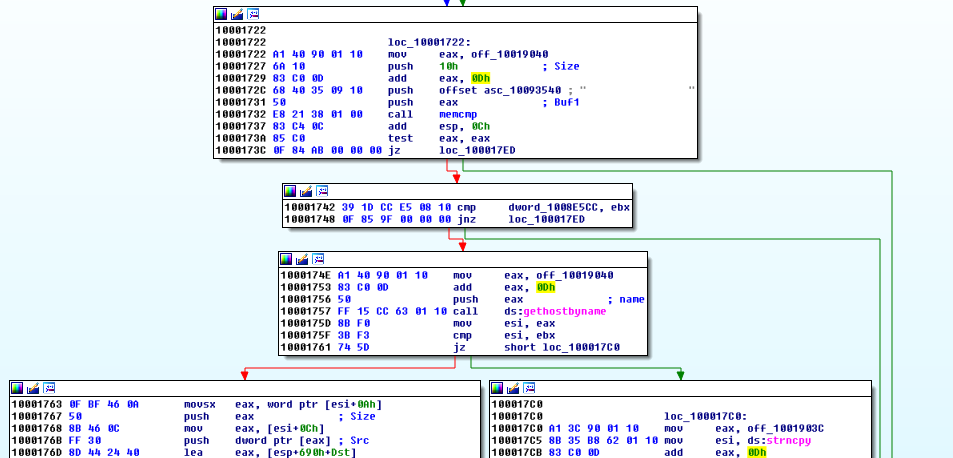 10001722
10001722 loc_10001722:
10001722 A1 40 90 01 10 mov eax, off_10019040
10001727 6A 10 push 10h ; Size
10001729 83 C0 0D add eax, 0Dh
1000172C 68 40 35 09 10 push offset asc_10093540 ; " "
10001731 50 push eax ; Buf1
10001732 E8 21 38 01 00 call memcmp
10001737 83 C4 0C add esp, 0Ch
1000173A 85 C0 test eax, eax
1000173C 0F 84 AB 00 00 00 jz loc_100017ED
10001742 39 1D CC E5 08 10 cmp dword_1008E5CC, ebx
10001748 0F 85 9F 00 00 00 jnz loc_100017ED
1000174E A1 40 90 01 10 mov eax, off_10019040
10001753 83 C0 0D add eax, 0Dh
10001756 50 push eax ; name
10001757 FF 15 CC 63 01 10 call ds:gethostbyname
1000175D 8B F0 mov esi, eax
1000175F 3B F3 cmp esi, ebx
10001761 74 5D jz short loc_100017C0
10001763 0F BF 46 0A movsx eax, word ptr [esi+0Ah]
10001767 50 push eax ; Size
10001768 8B 46 0C mov eax, [esi+0Ch]
1000176B FF 30 push dword ptr [eax] ; Src
1000176D 8D 44 24 40 lea eax, [esp+690h+Dst]
100017C0
100017C0 loc_100017C0:
100017C0 A1 3C 90 01 10 mov eax, off_1001903C
100017C5 8B 35 B8 62 01 10 mov esi, ds:strncpy
100017CB 83 C0 0D add eax, 0Dh